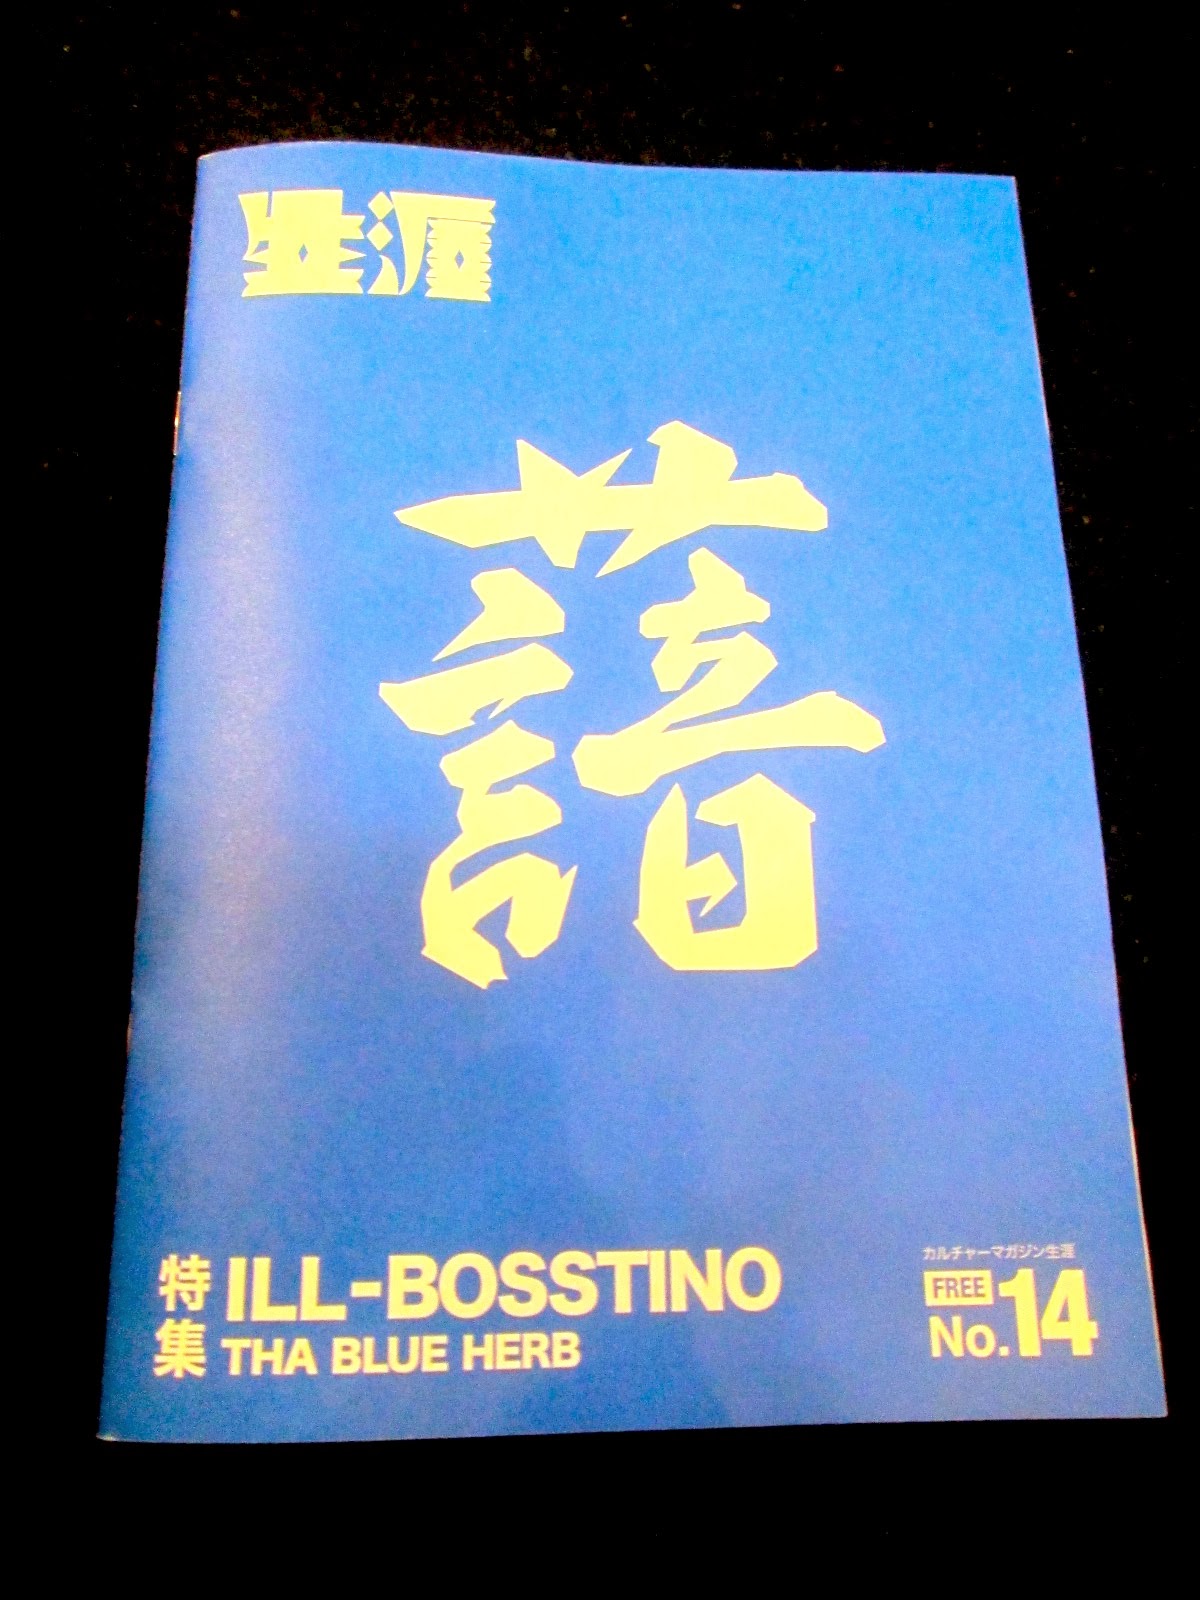 生涯
特集
ILL-BOSSTINO
THA BLUE HERB
カルチャーマガジン生涯
FREE
No.14